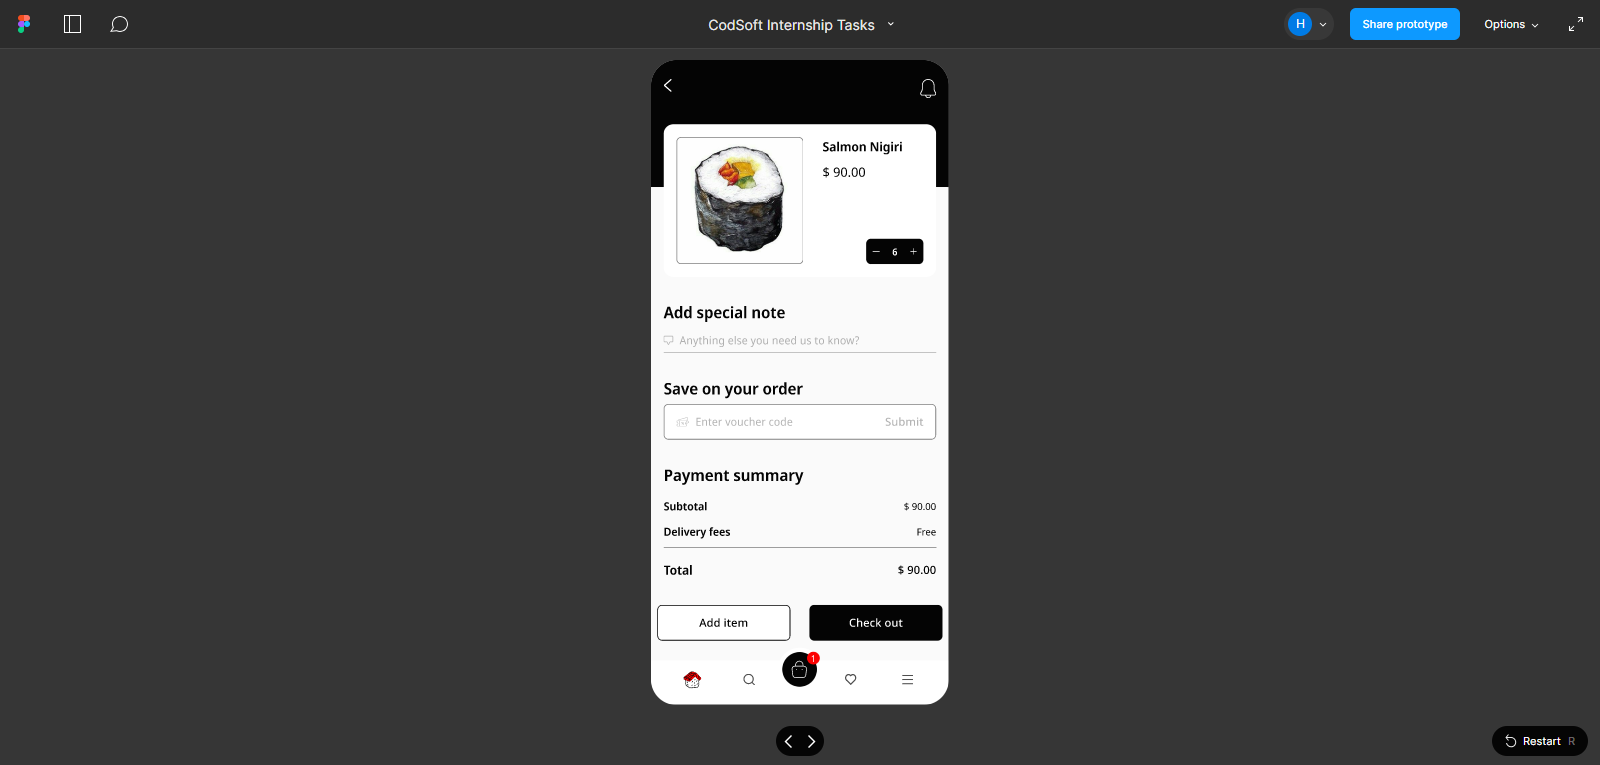 CodSoft Internship Tasks
H
Share prototype
Options
Salmon Nigiri
$ 90.00
− 6 +
Add special note
Anything else you need us to know?
Save on your order
Enter voucher code Submit
Payment summary
Subtotal $ 90.00
Delivery fees Free
Total $ 90.00
Add item Check out
1
Restart R